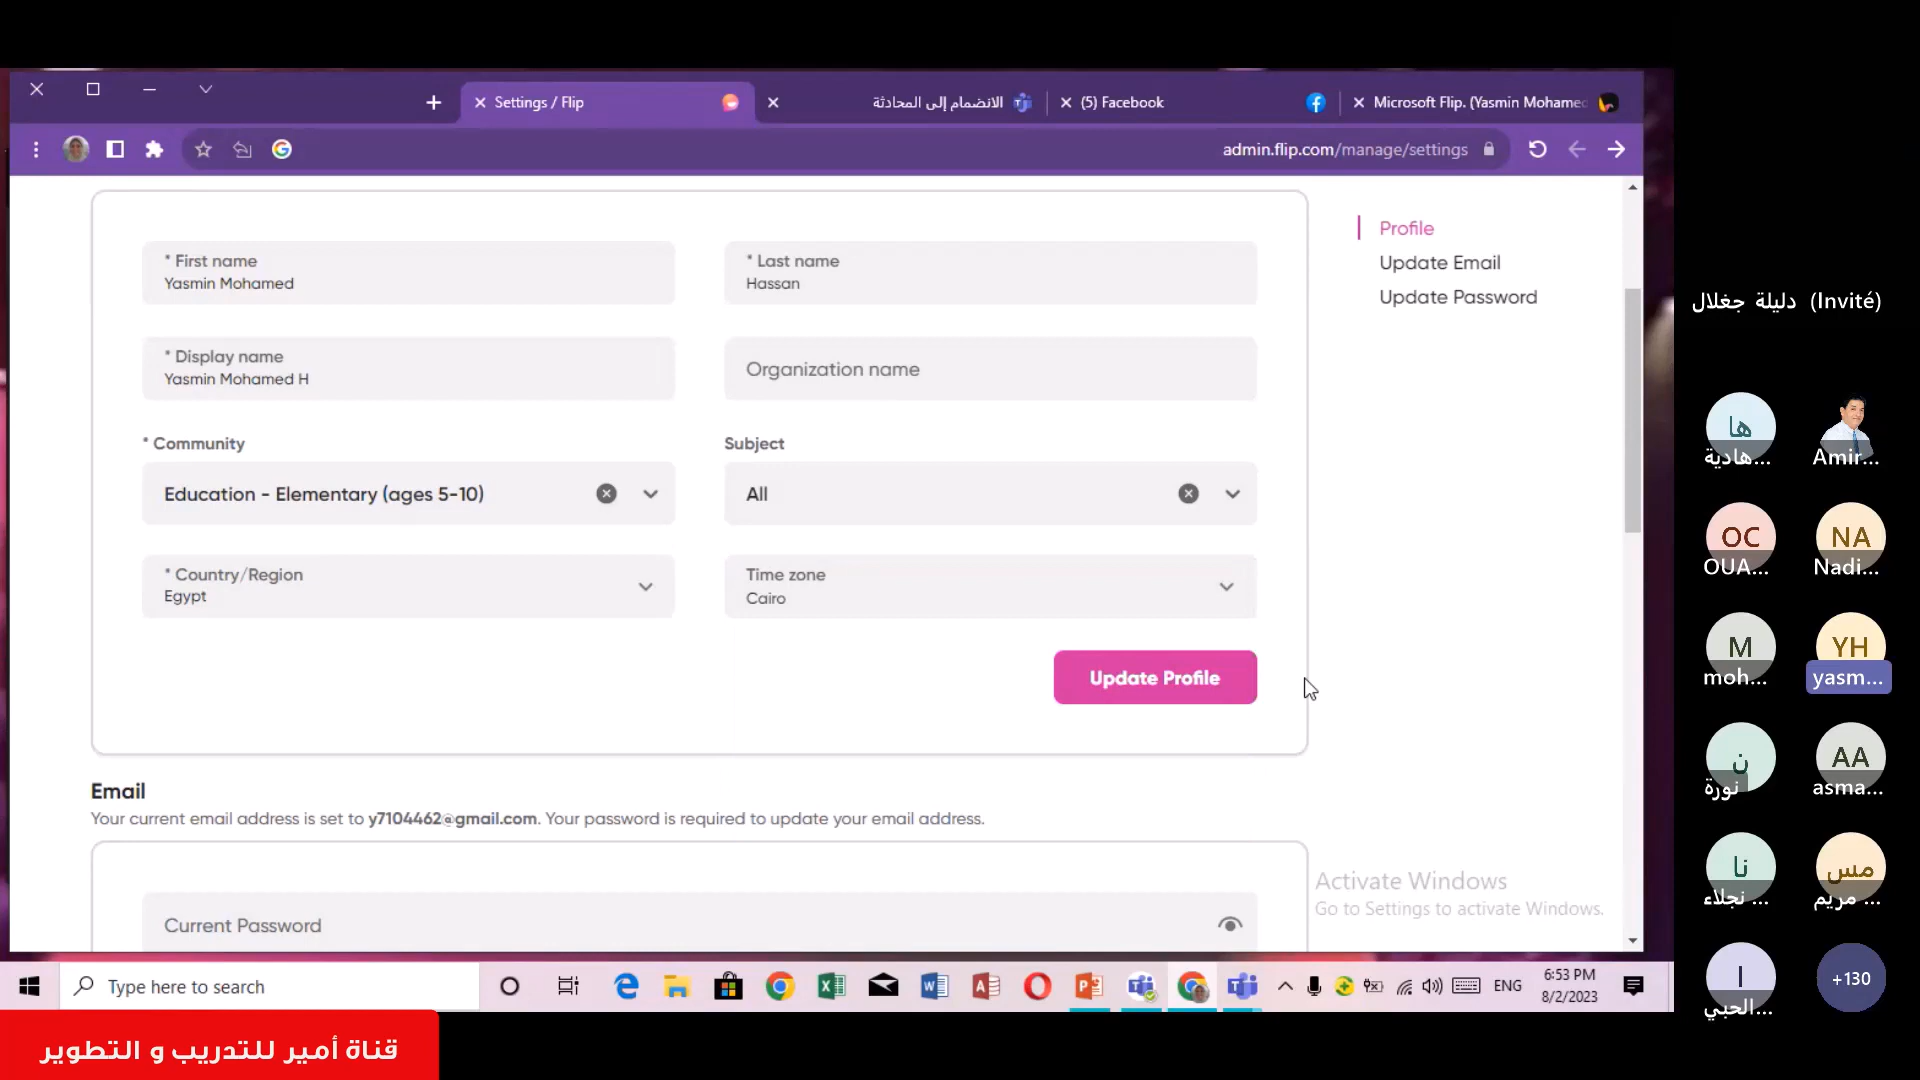 Settings / Flip
الانضمام إلى المحادثة
(5) Facebook
Microsoft Flip. (Yasmin Mohamed
admin.flip.com/manage/settings
* First name
Yasmin Mohamed
* Last name
Hassan
* Display name
Yasmin Mohamed H
Organization name
* Community
Education - Elementary (ages 5-10)
Subject
All
* Country/Region
Egypt
Time zone
Cairo
Update Profile
Profile
Update Email
Update Password
Email
Your current email address is set to y7104462@gmail.com. Your password is required to update your email address.
Current Password
Activate Windows
Go to Settings to activate Windows.
Type here to search
ENG
6:53 PM
8/2/2023
دليلة جغلال (Invité)
ها
هادية...
Amir...
OC
OUA...
NA
Nadi...
M
moh...
YH
yasm...
ن
نورة
AA
asma...
نا
نجلاء ...
مس
مريم ...
ا
الحبي...
+130
قناة أمير للتدريب و التطوير